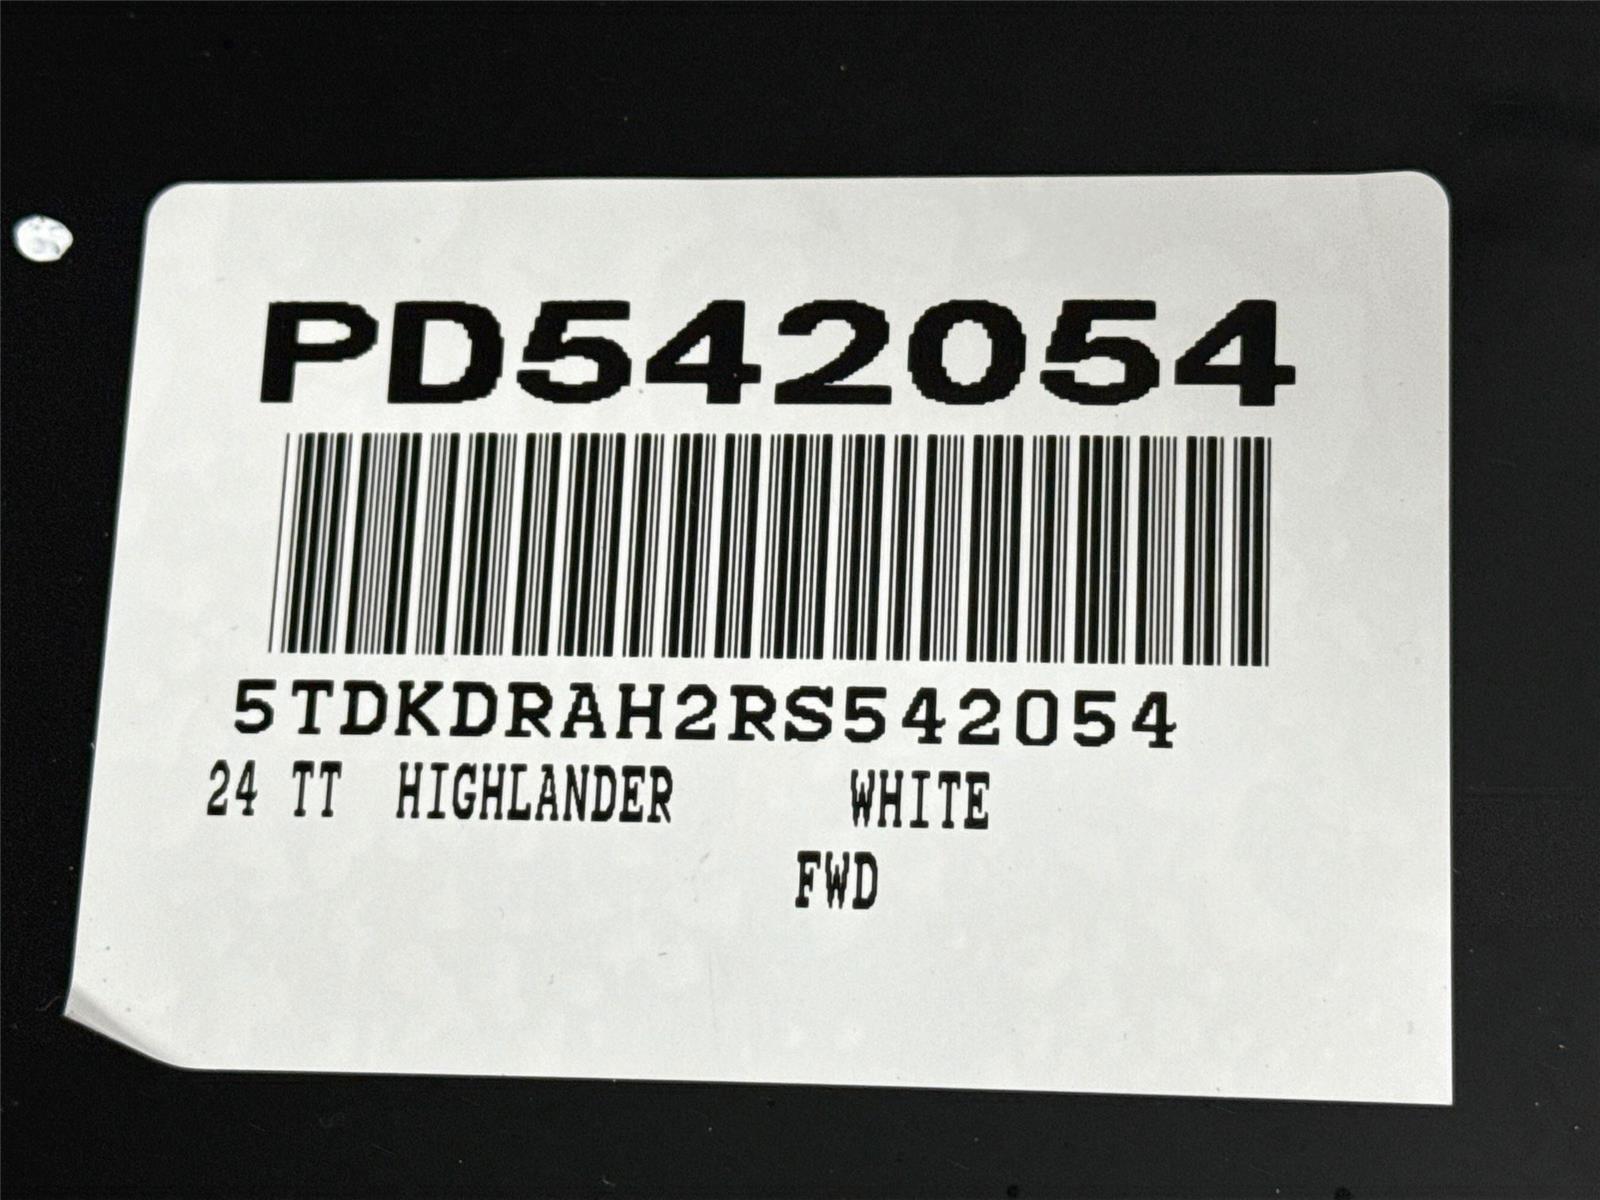 PD542054
5TDKDRAH2RS542054
24 TT HIGHLANDER WHITE
FWD